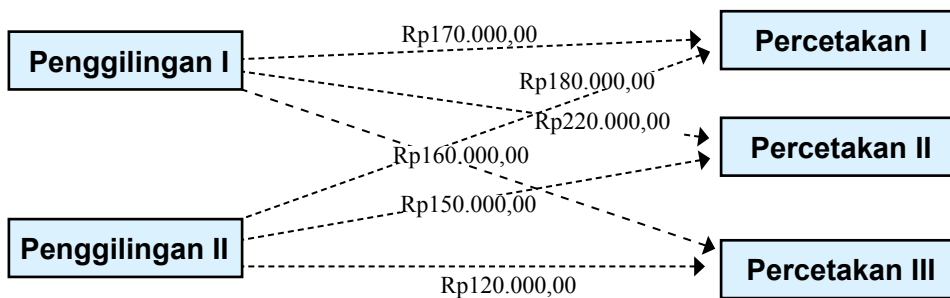 Penggilingan I
Penggilingan II
Rp170.000,00
Rp180.000,00
Rp220.000,00
Rp160.000,00
Rp150.000,00
Rp120.000,00
Percetakan I
Percetakan II
Percetakan III